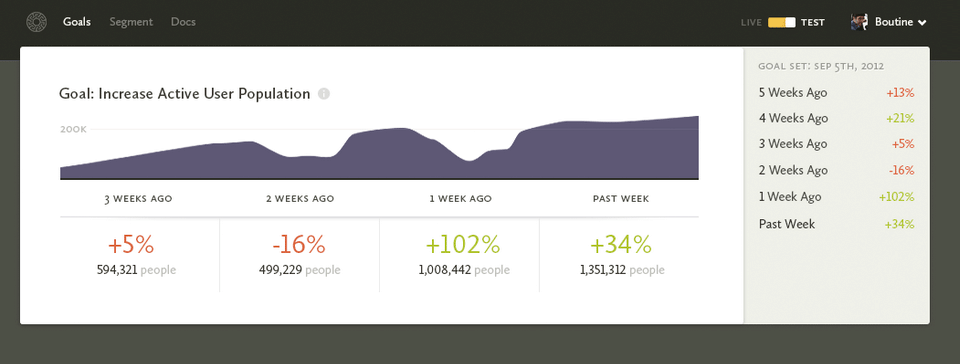 Goals Segment Docs LIVE TEST Boutine
Goal: Increase Active User Population i
200K
3 WEEKS AGO 2 WEEKS AGO 1 WEEK AGO PAST WEEK
+5% -16% +102% +34%
594,321 people 499,229 people 1,008,442 people 1,351,312 people
GOAL SET: SEP 5TH, 2012
5 Weeks Ago +13%
4 Weeks Ago +21%
3 Weeks Ago +5%
2 Weeks Ago -16%
1 Week Ago +102%
Past Week +34%